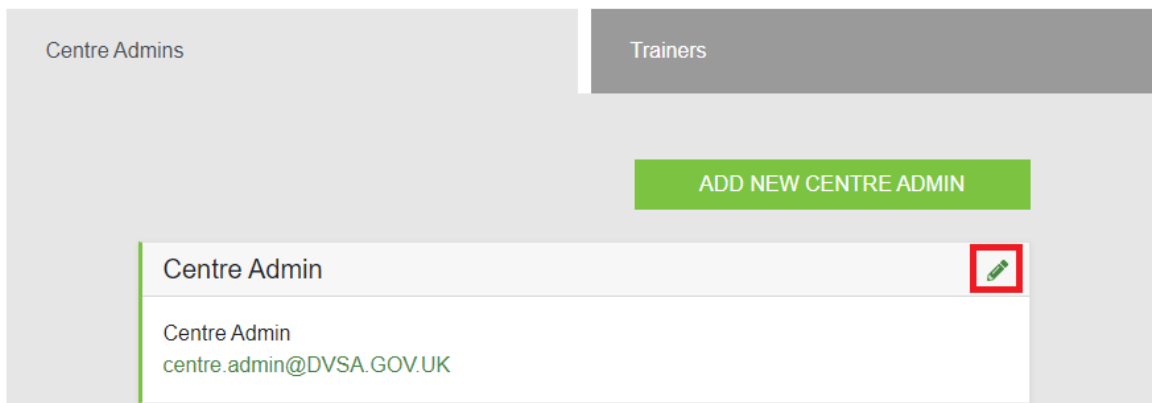 Centre Admins
Trainers
ADD NEW CENTRE ADMIN
Centre Admin
Centre Admin
centre.admin@DVSA.GOV.UK